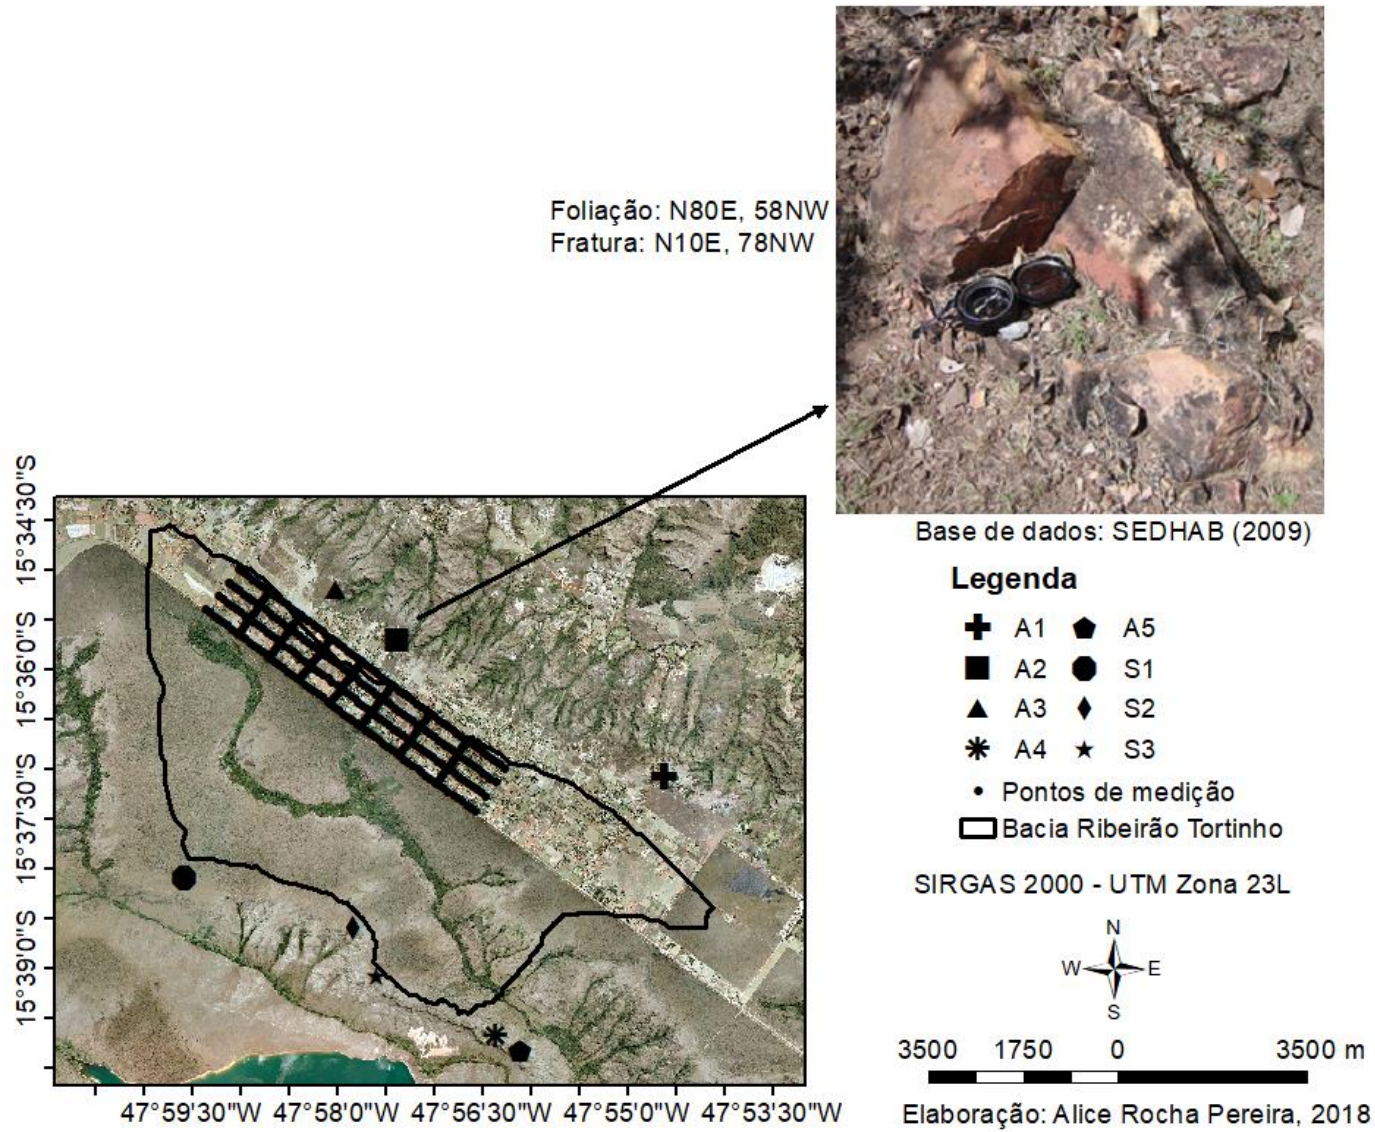 Foliação: N80E, 58NW
Fratura: N10E, 78NW
Base de dados: SEDHAB (2009)
Legenda
A1 A5
A2 S1
A3 S2
A4 S3
Pontos de medição
Bacia Ribeirão Tortinho
SIRGAS 2000 - UTM Zona 23L
N
W E
S
3500 1750 0 3500 m
Elaboração: Alice Rocha Pereira, 2018
15°34'30"S
15°36'0"S
15°37'30"S
15°39'0"S
47°59'30"W 47°58'0"W 47°56'30"W 47°55'0"W 47°53'30"W